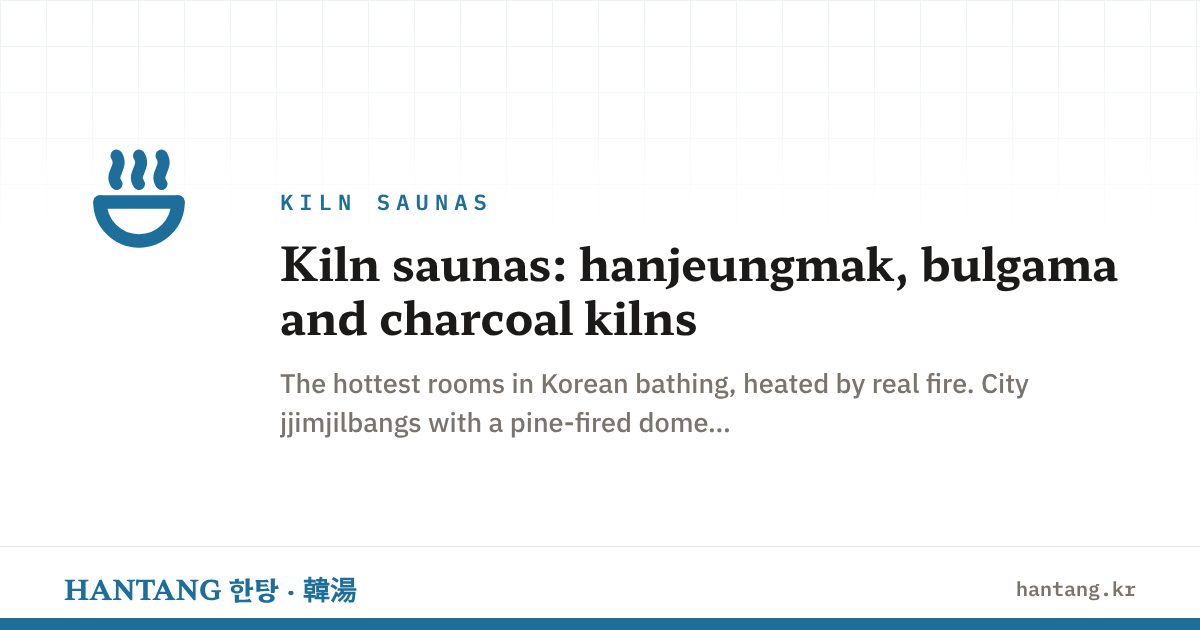 KILN SAUNAS
Kiln saunas: hanjeungmak, bulgama
and charcoal kilns
The hottest rooms in Korean bathing, heated by real fire. City
jjimjilbangs with a pine-fired dome...
HANTANG 한탕 · 韓湯
hantang.kr